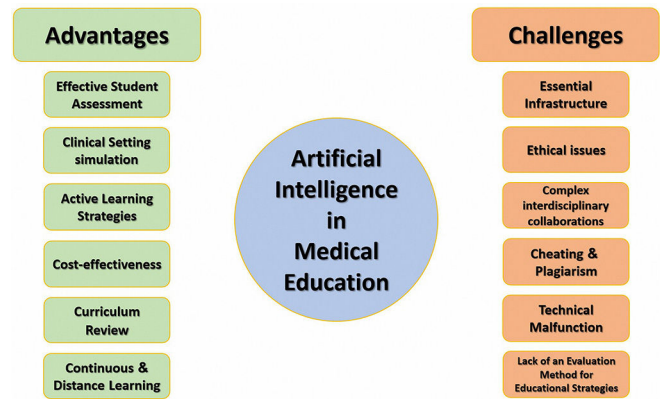 Advantages
Effective Student
Assessment
Clinical Setting
simulation
Active Learning
Strategies
Cost-effectiveness
Curriculum
Review
Continuous &
Distance Learning
Artificial
Intelligence
in
Medical
Education
Challenges
Essential
Infrastructure
Ethical issues
Complex
interdisciplinary
collaborations
Cheating &
Plagiarism
Technical
Malfunction
Lack of an Evaluation
Method for
Educational Strategies